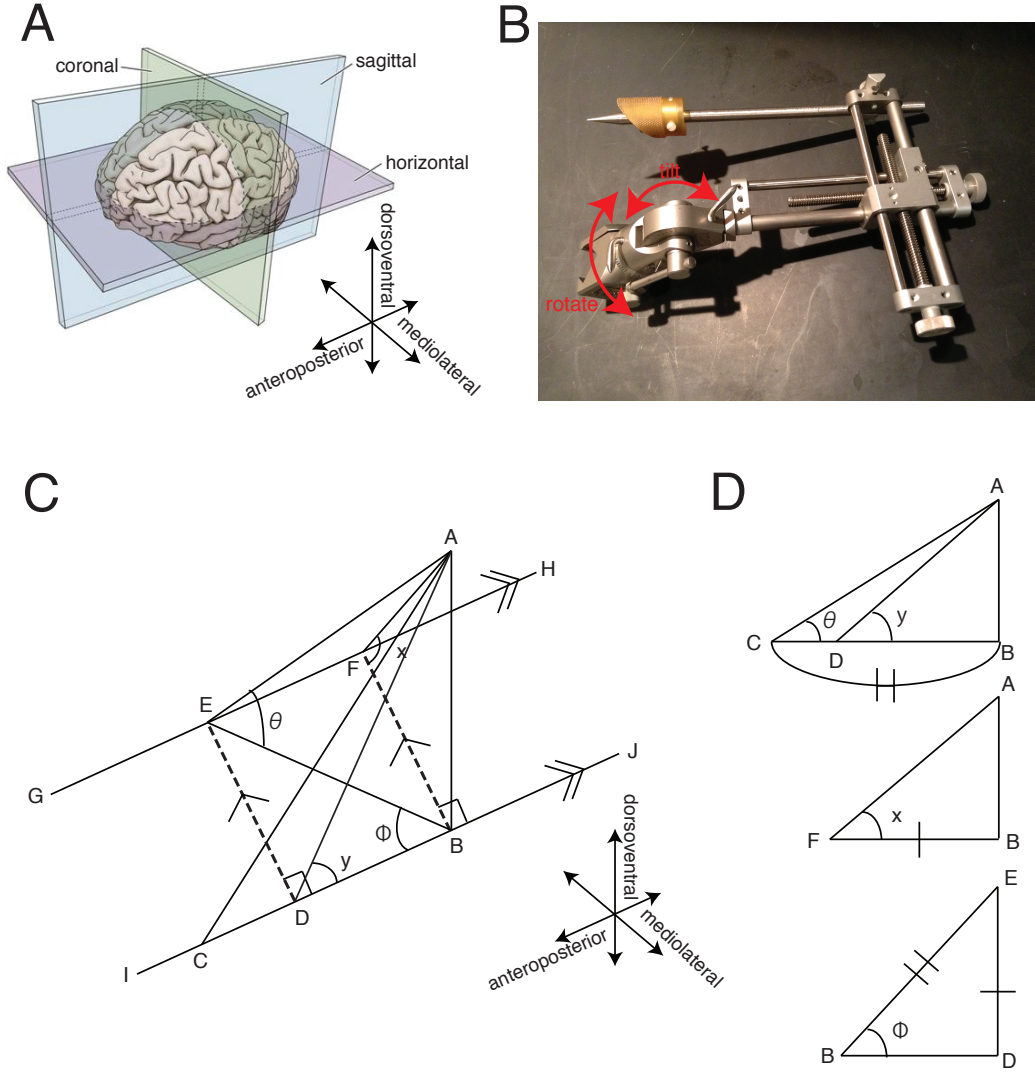 A
coronal
sagittal
horizontal
dorsoventral
mediolateral
anteroposterior
B
tilt
rotate
C
A
H
F
x
E
θ
G
J
Φ
B
y
D
C
I
dorsoventral
mediolateral
anteroposterior
D
A
θ
y
C
D
B
A
x
F
B
E
Φ
B
D